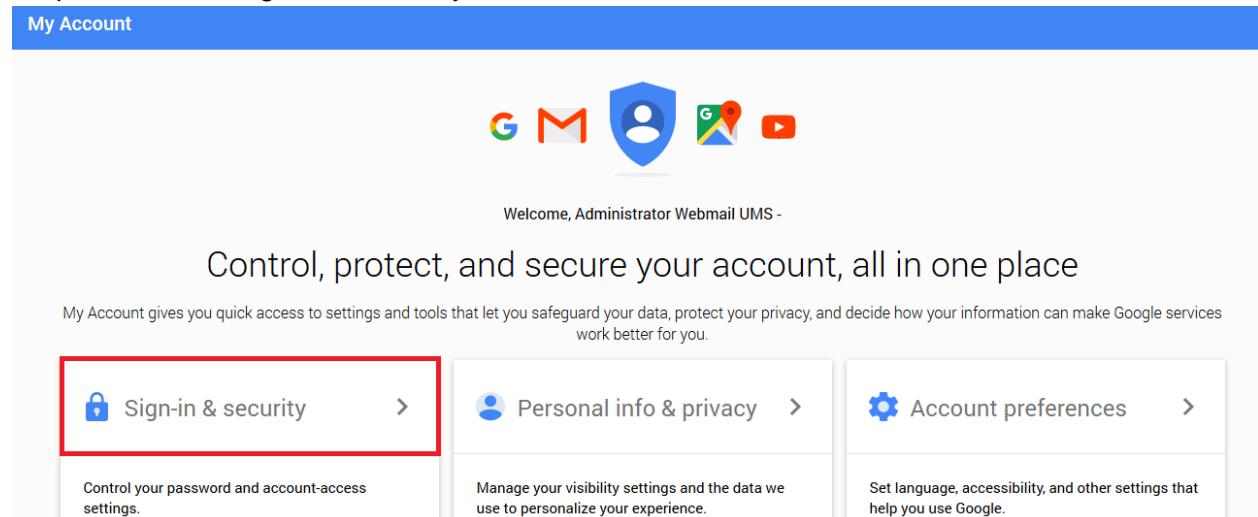 My Account
G
Welcome, Administrator Webmail UMS -
Control, protect, and secure your account, all in one place
My Account gives you quick access to settings and tools that let you safeguard your data, protect your privacy, and decide how your information can make Google services
work better for you.
Sign-in & security
Personal info & privacy
Account preferences
Control your password and account-access
settings.
Manage your visibility settings and the data we
use to personalize your experience.
Set language, accessibility, and other settings that
help you use Google.